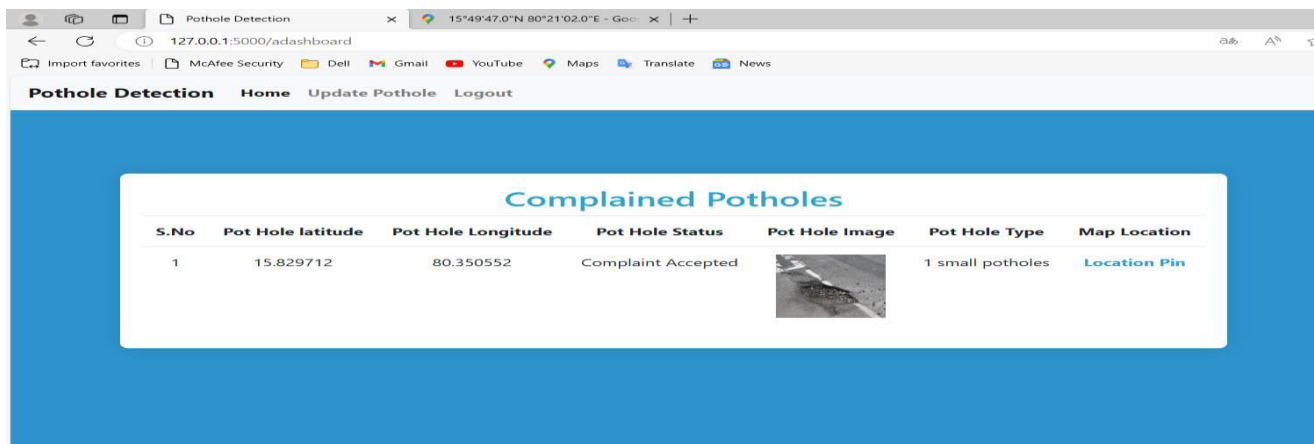 Pothole Detection
15°49'47.0"N 80°21'02.0"E - Goo
127.0.0.1:5000/adashboard
Import favorites McAfee Security Dell Gmail YouTube Maps Translate News
Pothole Detection Home Update Pothole Logout
Complained Potholes
S.No Pot Hole latitude Pot Hole Longitude Pot Hole Status Pot Hole Image Pot Hole Type Map Location
1 15.829712 80.350552 Complaint Accepted 1 small potholes Location Pin